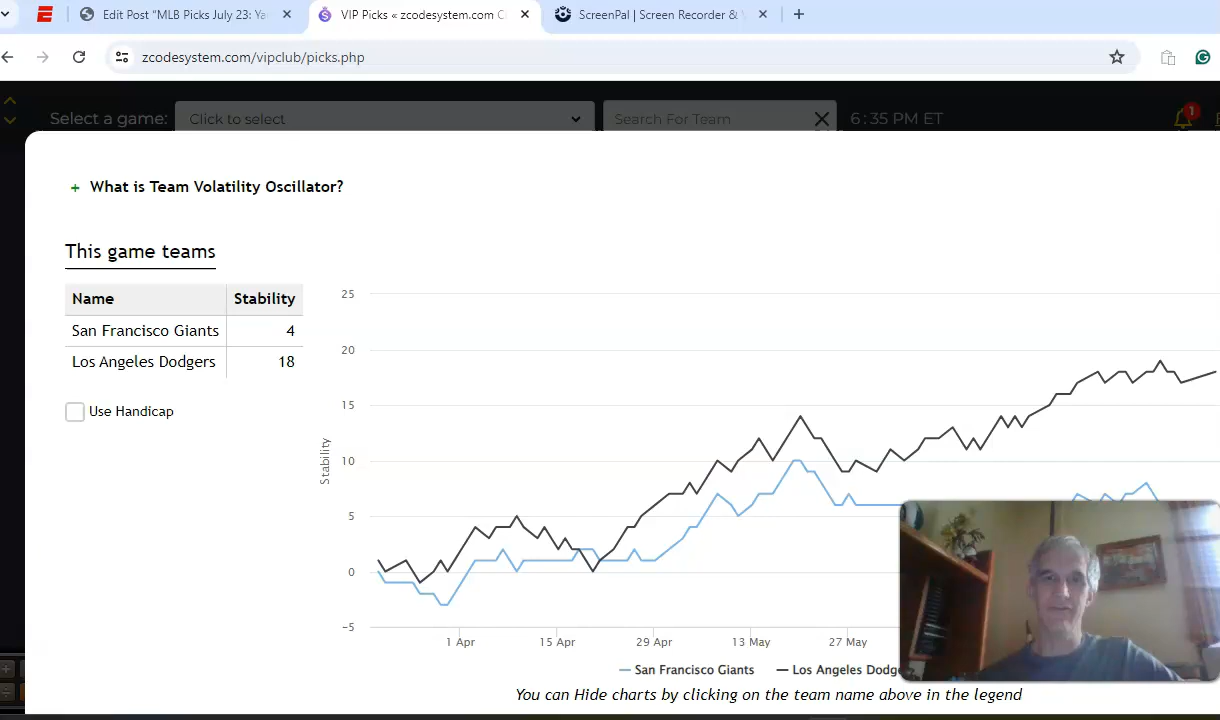 Edit Post "MLB Picks July 23: Ya
VIP Picks « zcodesystem.com
ScreenPal | Screen Recorder &
zcodesystem.com/vipclub/picks.php
Select a game: Click to select Search For Team 6:35 PM ET
1
+ What is Team Volatility Oscillator?
This game teams
Name Stability
San Francisco Giants 4
Los Angeles Dodgers 18
Use Handicap
25
20
15
10
5
0
−5
Stability
1 Apr 15 Apr 29 Apr 13 May 27 May
San Francisco Giants Los Angeles Dodge
You can Hide charts by clicking on the team name above in the legend